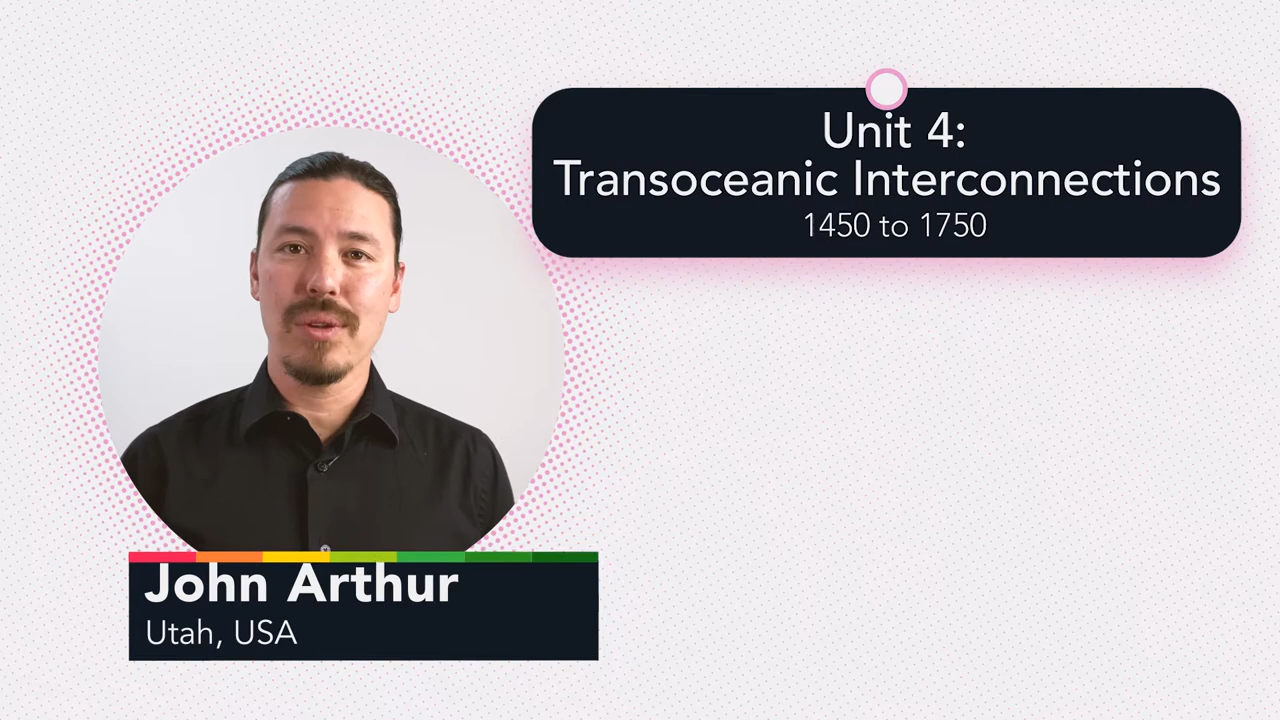 Unit 4:
Transoceanic Interconnections
1450 to 1750
John Arthur
Utah, USA